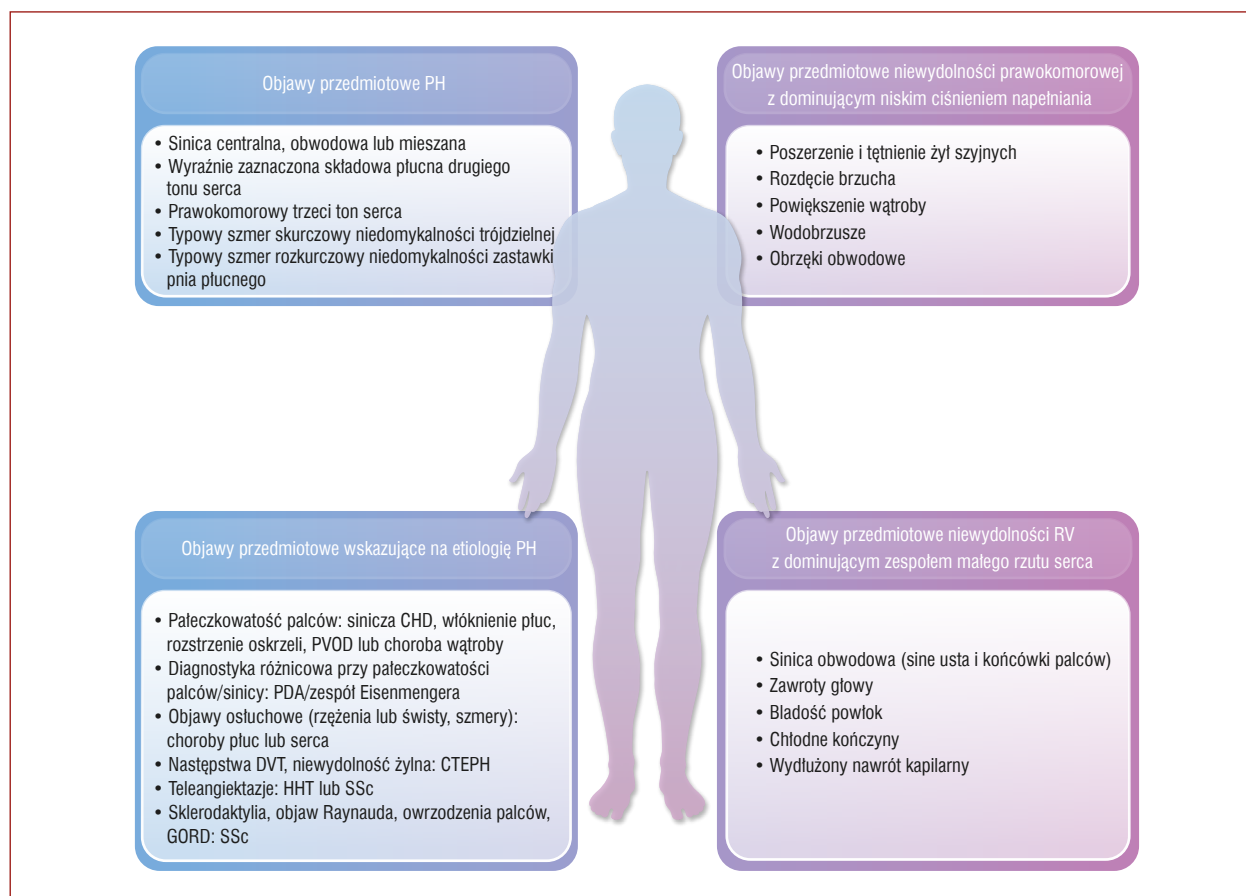 Objawy przedmiotowe PH
• Sinica centralna, obwodowa lub mieszana
• Wyraźnie zaznaczona składowa płucna drugiego
tonu serca
• Prawokomorowy trzeci ton serca
• Typowy szmer skurczowy niedomykalności trójdzielnej
• Typowy szmer rozkurczowy niedomykalności zastawki
pnia płucnego
Objawy przedmiotowe niewydolności prawokomorowej
z dominującym niskim ciśnieniem napełniania
• Poszerzenie i tętnienie żył szyjnych
• Rozdęcie brzucha
• Powiększenie wątroby
• Wodobrzusze
• Obrzęki obwodowe
Objawy przedmiotowe wskazujące na etiologię PH
• Pałeczkowatość palców: sinicza CHD, włóknienie płuc,
rozstrzenie oskrzeli, PVOD lub choroba wątroby
• Diagnostyka różnicowa przy pałeczkowatości
palców/sinicy: PDA/zespół Eisenmengera
• Objawy osłuchowe (rzężenia lub świsty, szmery):
choroby płuc lub serca
• Następstwa DVT, niewydolność żylna: CTEPH
• Teleangiektazje: HHT lub SSc
• Sklerodaktylia, objaw Raynauda, owrzodzenia palców,
GORD: SSc
Objawy przedmiotowe niewydolności RV
z dominującym zespołem małego rzutu serca
• Sinica obwodowa (sine usta i końcówki palców)
• Zawroty głowy
• Bladość powłok
• Chłodne kończyny
• Wydłużony nawrót kapilarny